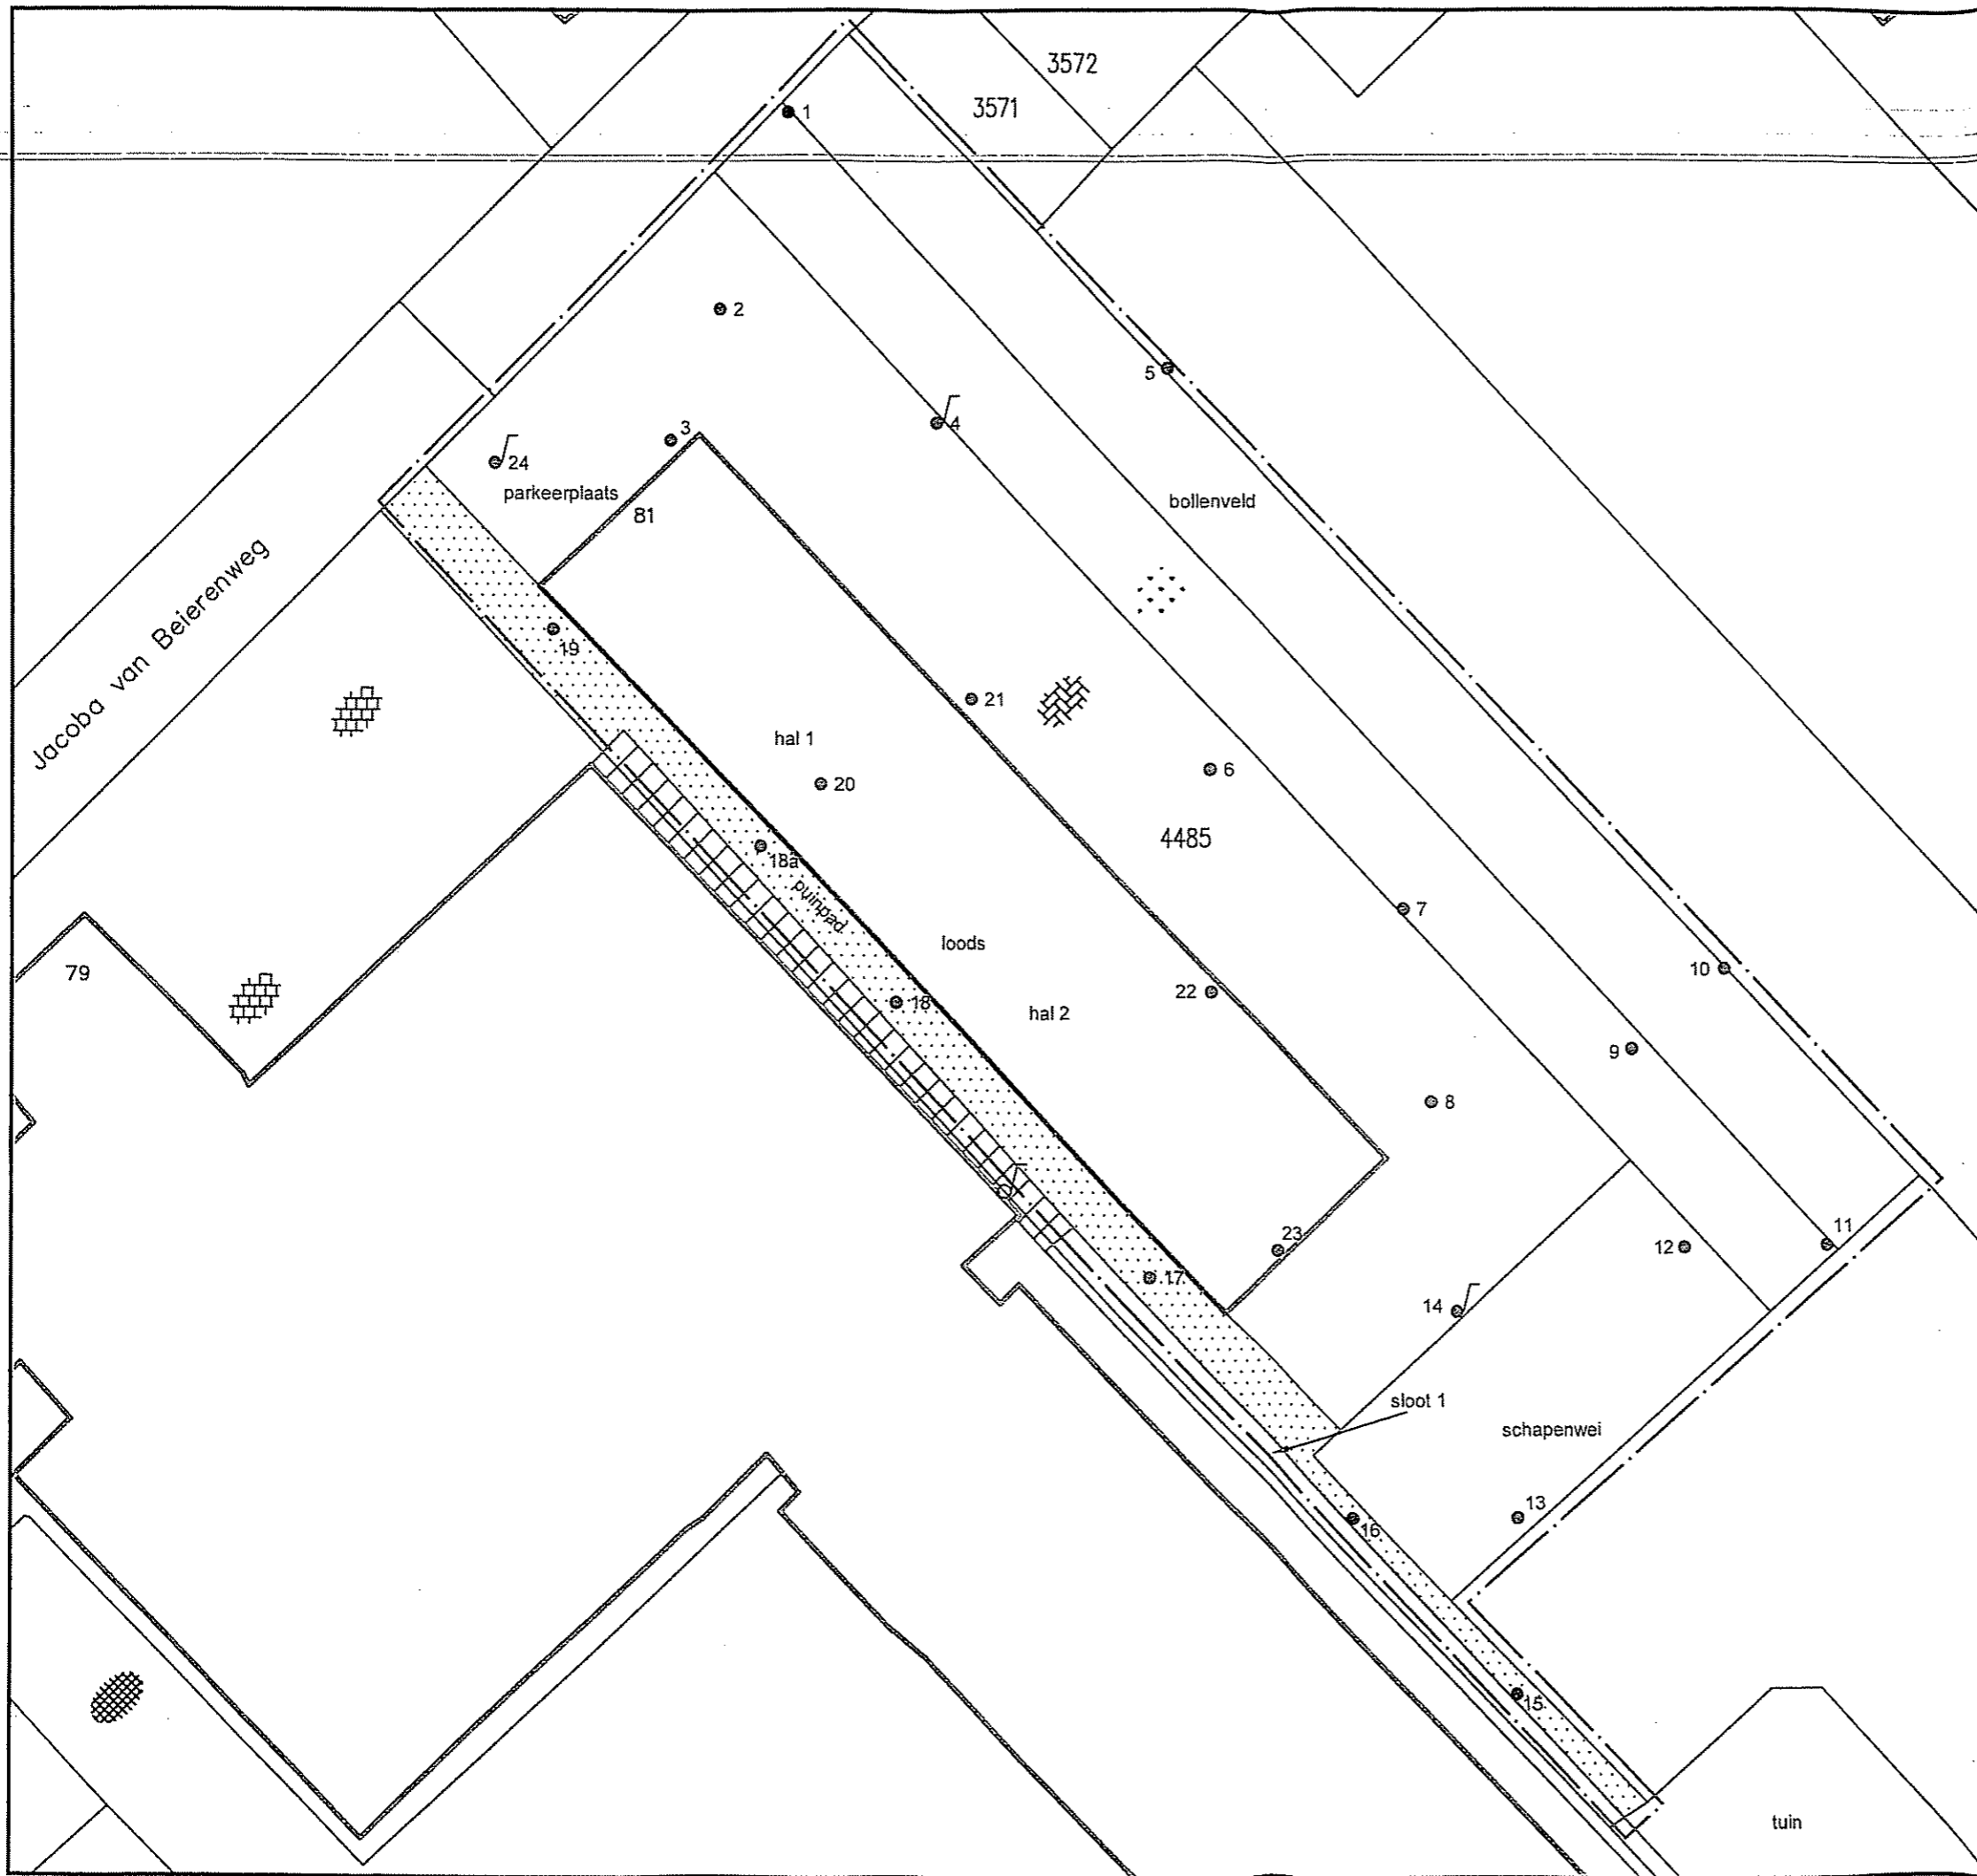 3572
3571
1
2
5
4
3
24
parkeerplaats
81
bollenveld
Jacoba van Beierenweg
19
21
hal 1
6
20
4485
18a
puinpad
7
loods
79
10
22
18
hal 2
9
8
11
23
12
17
14
sloot 1
schapenwei
13
16
15
tuin